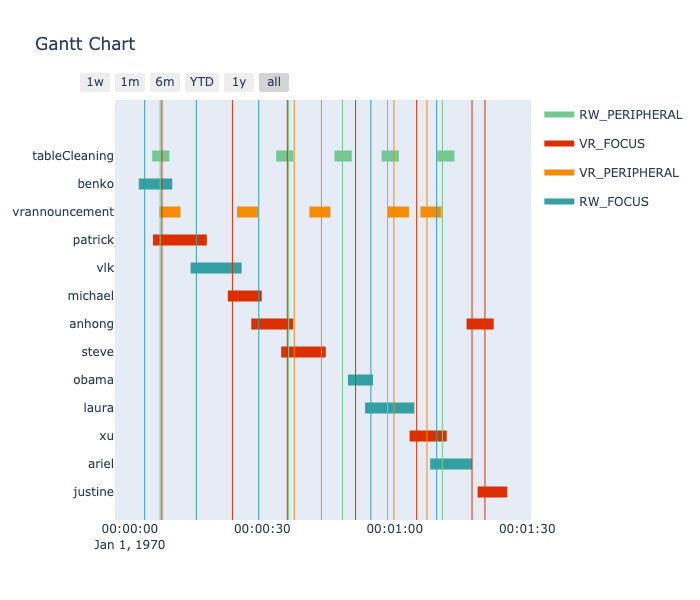 Gantt Chart
1w 1m 6m YTD 1y all
RW_PERIPHERAL
VR_FOCUS
VR_PERIPHERAL
RW_FOCUS
tableCleaning
benko
vrannouncement
patrick
vlk
michael
anhong
steve
obama
laura
xu
ariel
justine
00:00:00 00:00:30 00:01:00 00:01:30
Jan 1, 1970